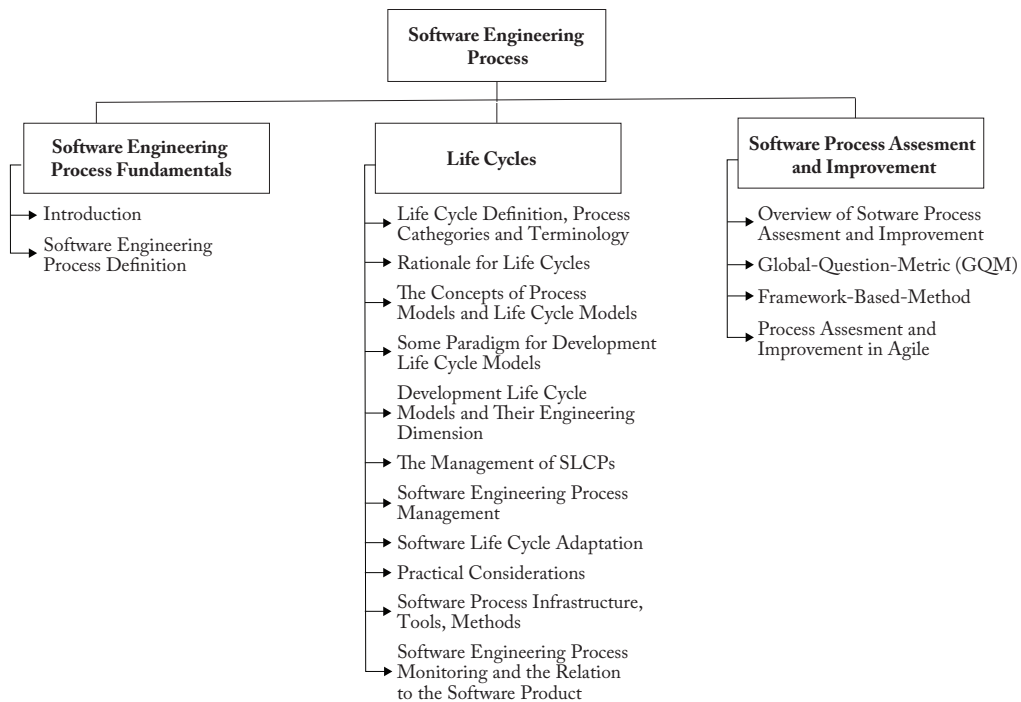 Software Engineering
Process
Software Engineering
Process Fundamentals
Introduction
Software Engineering
Process Definition
Life Cycles
Life Cycle Definition, Process
Cathegories and Terminology
Rationale for Life Cycles
The Concepts of Process
Models and Life Cycle Models
Some Paradigm for Development
Life Cycle Models
Development Life Cycle
Models and Their Engineering
Dimension
The Management of SLCPs
Software Engineering Process
Management
Software Life Cycle Adaptation
Practical Considerations
Software Process Infrastructure,
Tools, Methods
Software Engineering Process
Monitoring and the Relation
to the Software Product
Software Process Assesment
and Improvement
Overview of Sotware Process
Assesment and Improvement
Global-Question-Metric (GQM)
Framework-Based-Method
Process Assesment and
Improvement in Agile